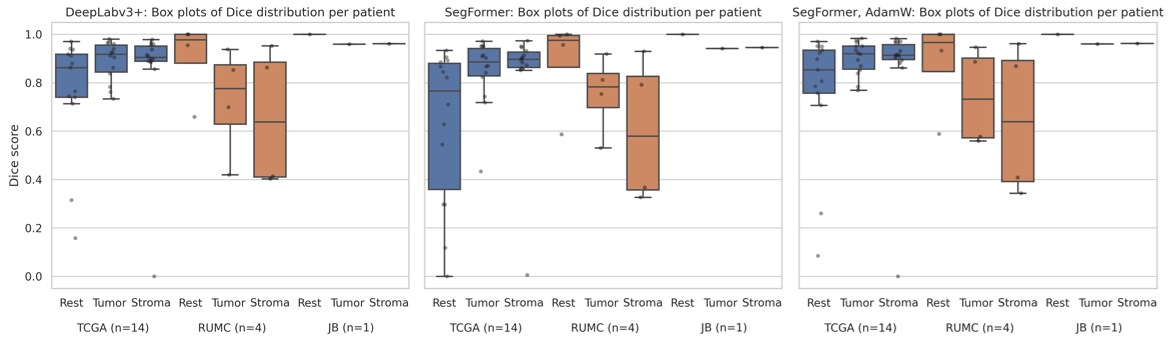 DeepLabv3+: Box plots of Dice distribution per patient
SegFormer: Box plots of Dice distribution per patient
SegFormer, AdamW: Box plots of Dice distribution per patient
Dice score
1.0
0.8
0.6
0.4
0.2
0.0
Rest Tumor Stroma Rest Tumor Stroma Rest Tumor Stroma
TCGA (n=14) RUMC (n=4) JB (n=1)
Rest Tumor Stroma Rest Tumor Stroma Rest Tumor Stroma
TCGA (n=14) RUMC (n=4) JB (n=1)
Rest Tumor Stroma Rest Tumor Stroma Rest Tumor Stroma
TCGA (n=14) RUMC (n=4) JB (n=1)